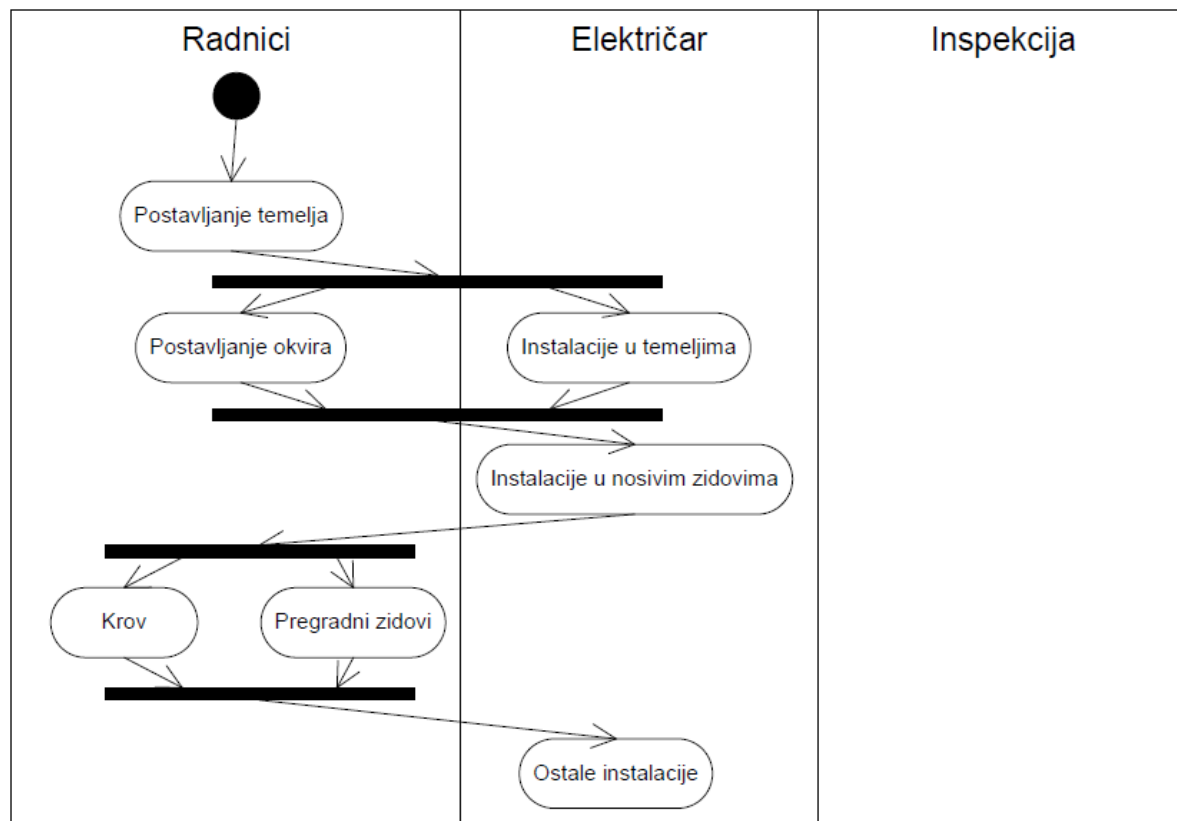 Radnici
Električar
Inspekcija
Postavljanje temelja
Postavljanje okvira
Instalacije u temeljima
Instalacije u nosivim zidovima
Krov
Pregradni zidovi
Ostale instalacije